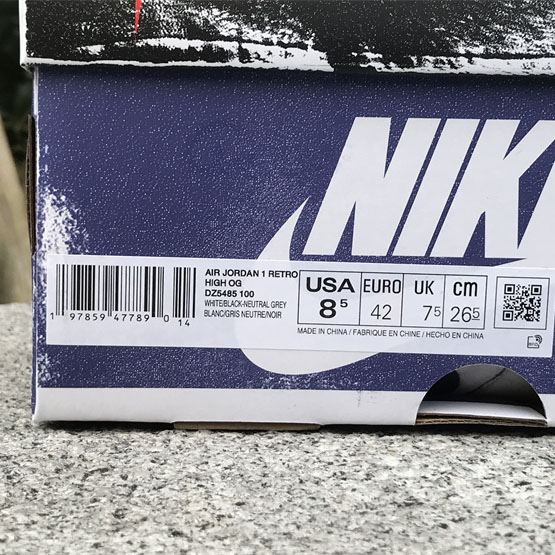 NIK
AIR JORDAN 1 RETRO
HIGH OG
DZ5485 100
WHITE/BLACK-NEUTRAL GREY
BLANC/GRIS NEUTRE/NOIR
1 97859 47789 0 14
USA EURO UK cm
8⁵ 42 7⁵ 26⁵
MADE IN CHINA / FABRIQUE EN CHINE / HECHO EN CHINA